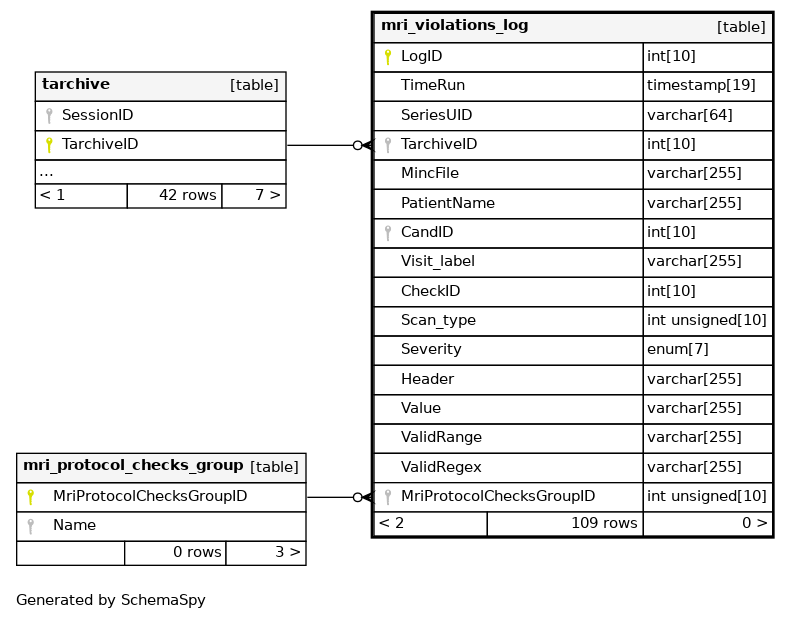 tarchive [table]
SessionID
TarchiveID
...
< 1 42 rows 7 >
mri_violations_log [table]
LogID int[10]
TimeRun timestamp[19]
SeriesUID varchar[64]
TarchiveID int[10]
MincFile varchar[255]
PatientName varchar[255]
CandID int[10]
Visit_label varchar[255]
CheckID int[10]
Scan_type int unsigned[10]
Severity enum[7]
Header varchar[255]
Value varchar[255]
ValidRange varchar[255]
ValidRegex varchar[255]
MriProtocolChecksGroupID int unsigned[10]
< 2 109 rows 0 >
mri_protocol_checks_group [table]
MriProtocolChecksGroupID
Name
0 rows 3 >
Generated by SchemaSpy